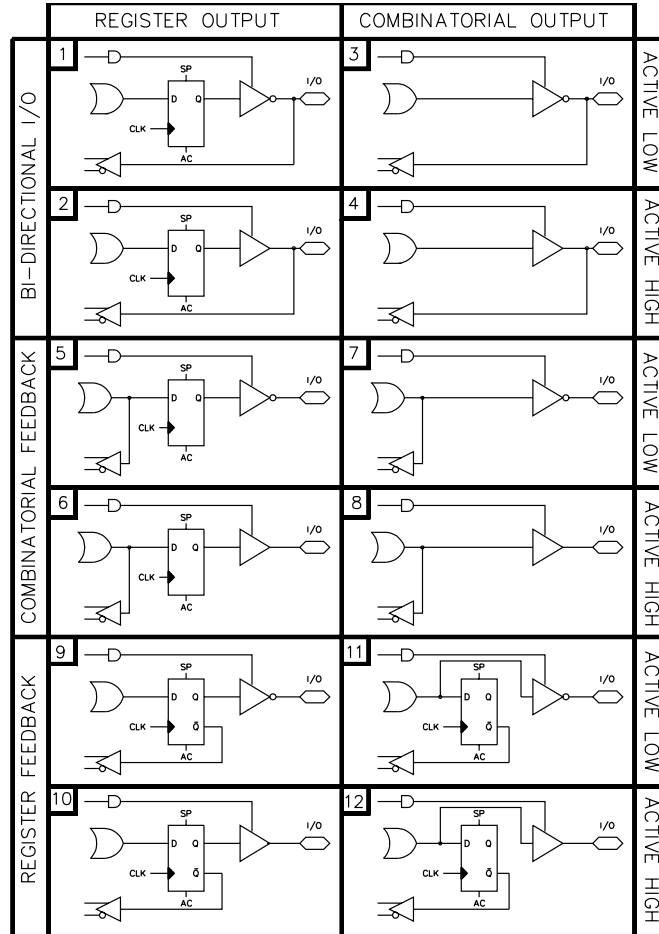 REGISTER OUTPUT
COMBINATORIAL OUTPUT
BI-DIRECTIONAL I/O
1
SP
D Q
CLK
AC
I/O
3
I/O
ACTIVE LOW
2
SP
D Q
CLK
AC
I/O
4
I/O
ACTIVE HIGH
COMBINATORIAL FEEDBACK
5
SP
D Q
CLK
AC
I/O
7
I/O
ACTIVE LOW
6
SP
D Q
CLK
AC
I/O
8
I/O
ACTIVE HIGH
REGISTER FEEDBACK
9
SP
D Q
CLK
Q̄
AC
I/O
11
SP
D Q
CLK
Q̄
AC
I/O
ACTIVE LOW
10
SP
D Q
CLK
Q̄
AC
I/O
12
SP
D Q
CLK
Q̄
AC
I/O
ACTIVE HIGH